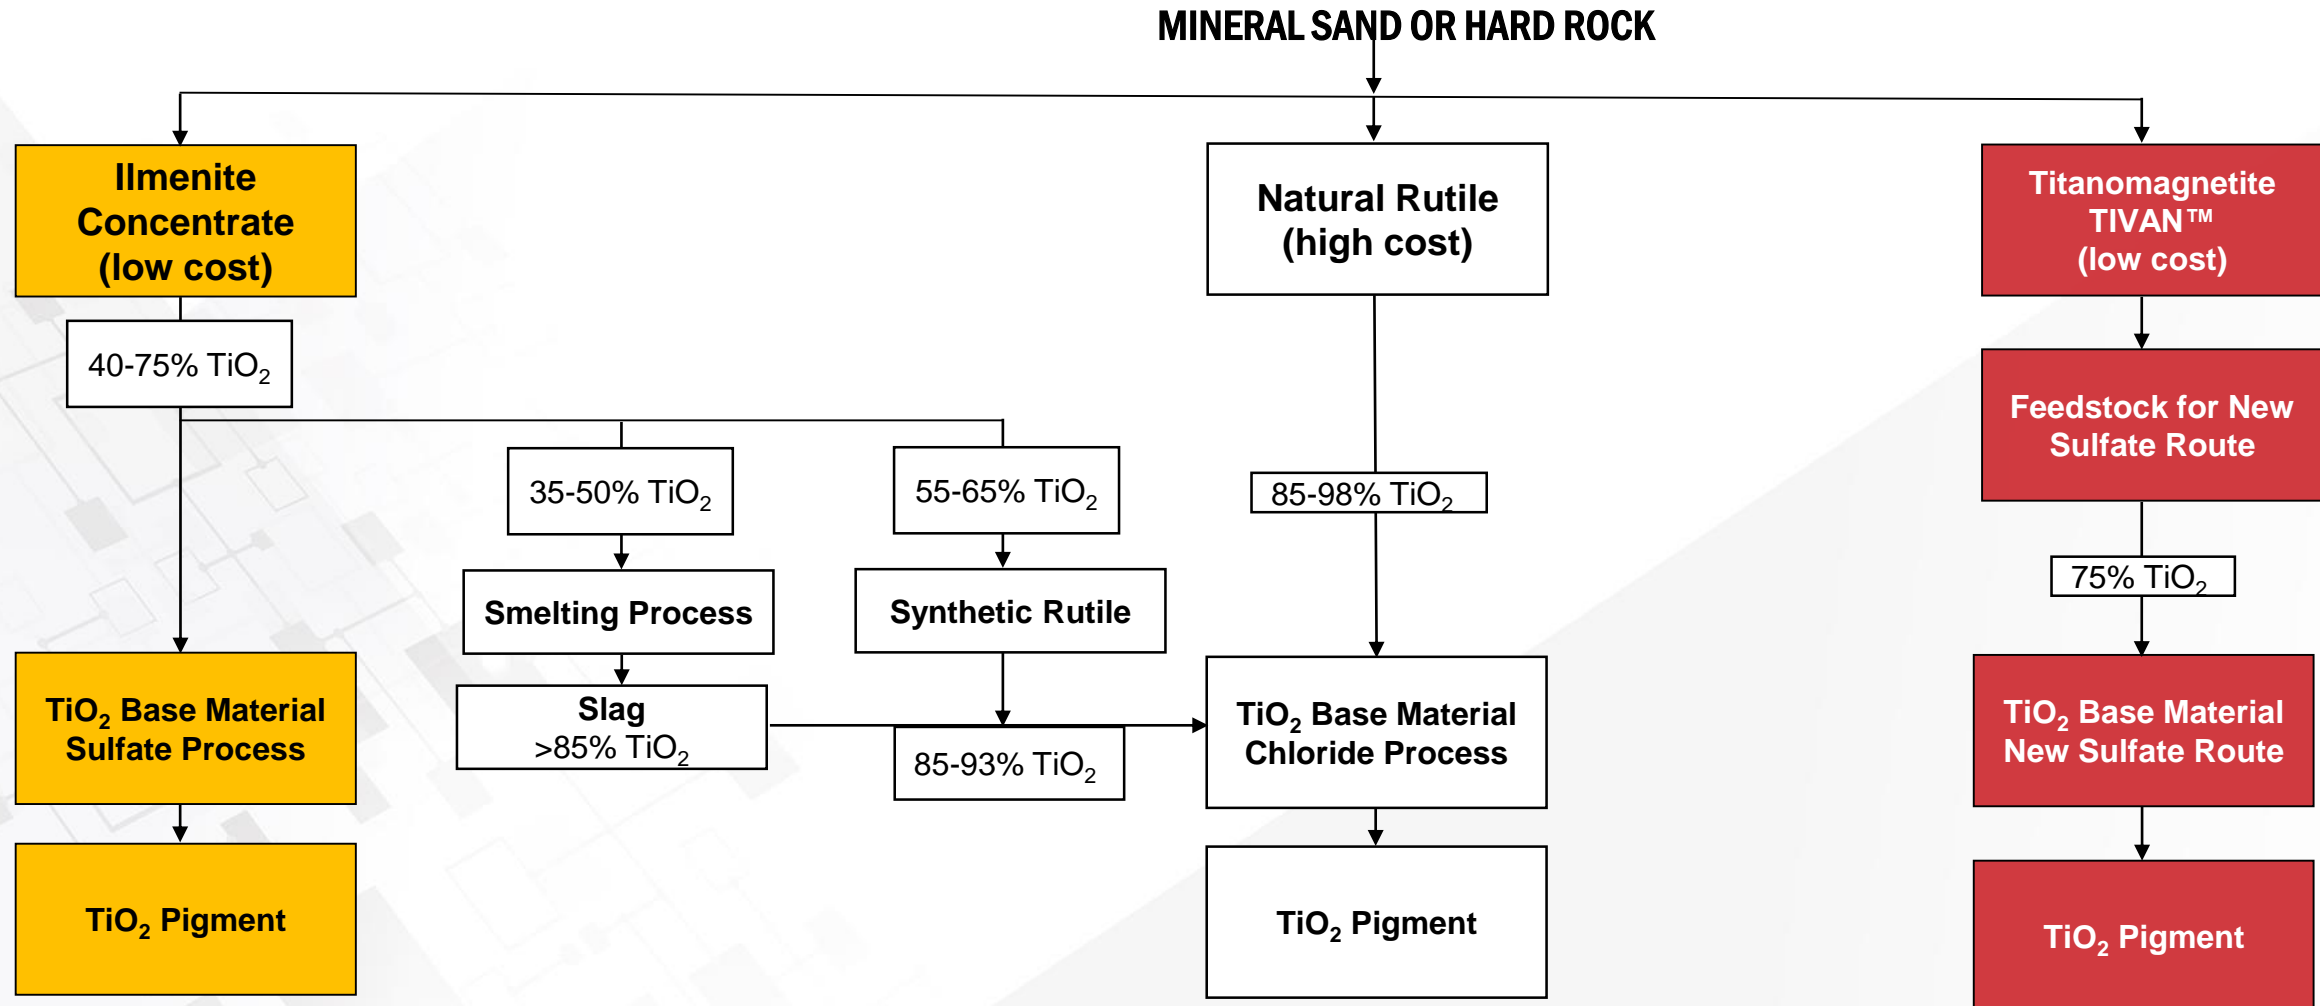 MINERAL SAND OR HARD ROCK
Ilmenite
Concentrate
(low cost)
Natural Rutile
(high cost)
Titanomagnetite
TIVAN™
(low cost)
40-75% TiO₂
Feedstock for New
Sulfate Route
35-50% TiO₂
55-65% TiO₂
85-98% TiO₂
75% TiO₂
Smelting Process
Synthetic Rutile
TiO₂ Base Material
Sulfate Process
Slag
>85% TiO₂
85-93% TiO₂
TiO₂ Base Material
Chloride Process
TiO₂ Base Material
New Sulfate Route
TiO₂ Pigment
TiO₂ Pigment
TiO₂ Pigment